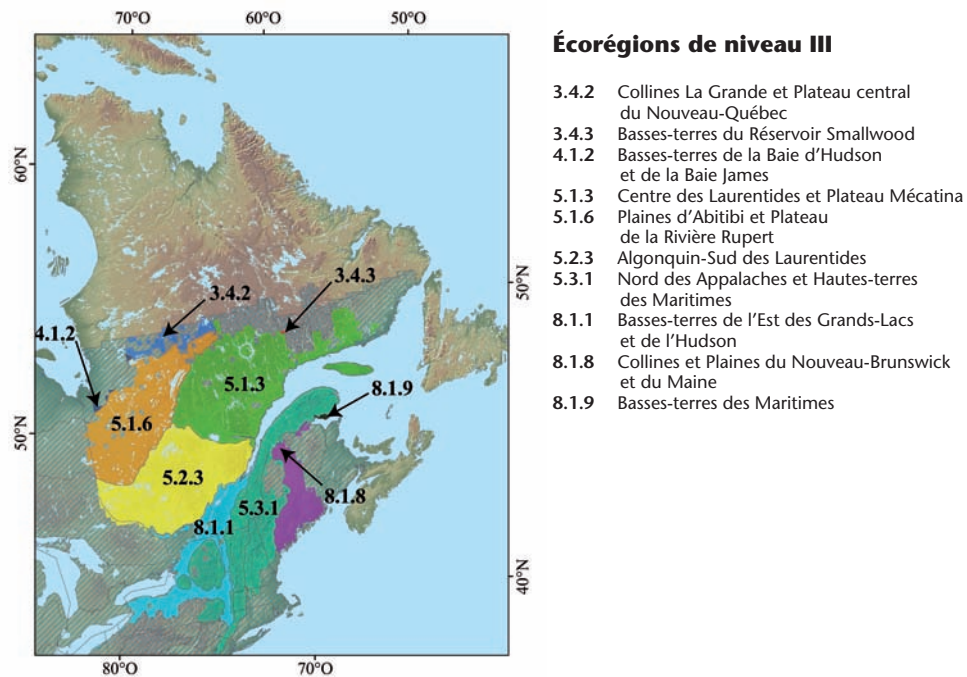 70°O 60°O 50°O
60°N
50°N
50°N
40°N
80°O 70°O
3.4.2
3.4.3
4.1.2
5.1.3
8.1.9
5.1.6
5.2.3
8.1.8
5.3.1
8.1.1
Écorégions de niveau III
3.4.2 Collines La Grande et Plateau central
du Nouveau-Québec
3.4.3 Basses-terres du Réservoir Smallwood
4.1.2 Basses-terres de la Baie d'Hudson
et de la Baie James
5.1.3 Centre des Laurentides et Plateau Mécatina
5.1.6 Plaines d'Abitibi et Plateau
de la Rivière Rupert
5.2.3 Algonquin-Sud des Laurentides
5.3.1 Nord des Appalaches et Hautes-terres
des Maritimes
8.1.1 Basses-terres de l'Est des Grands-Lacs
et de l'Hudson
8.1.8 Collines et Plaines du Nouveau-Brunswick
et du Maine
8.1.9 Basses-terres des Maritimes